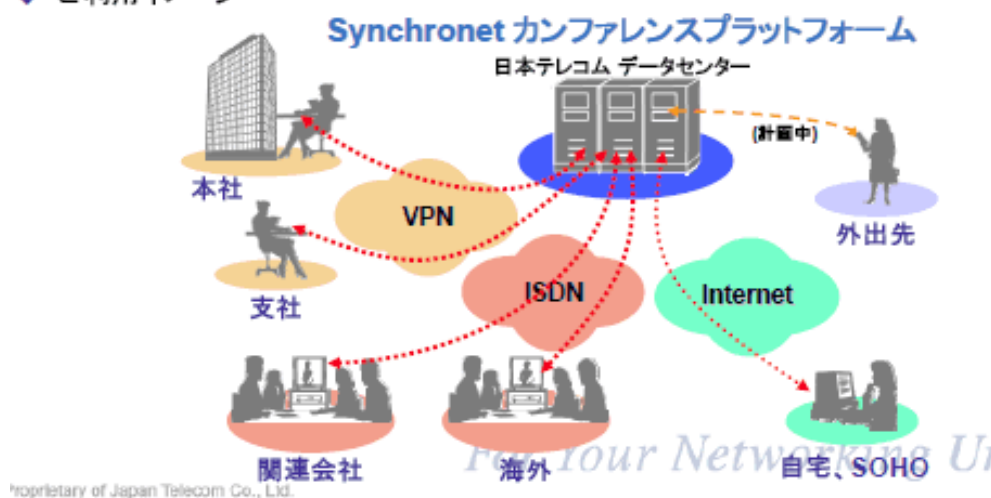 Synchronet カンファレンスプラットフォーム
日本テレコム データセンター
(計画中)
本社
VPN
外出先
支社
ISDN
Internet
For Your Networking
関連会社
海外
自宅、SOHO
Proprietary of Japan Telecom Co., Ltd.